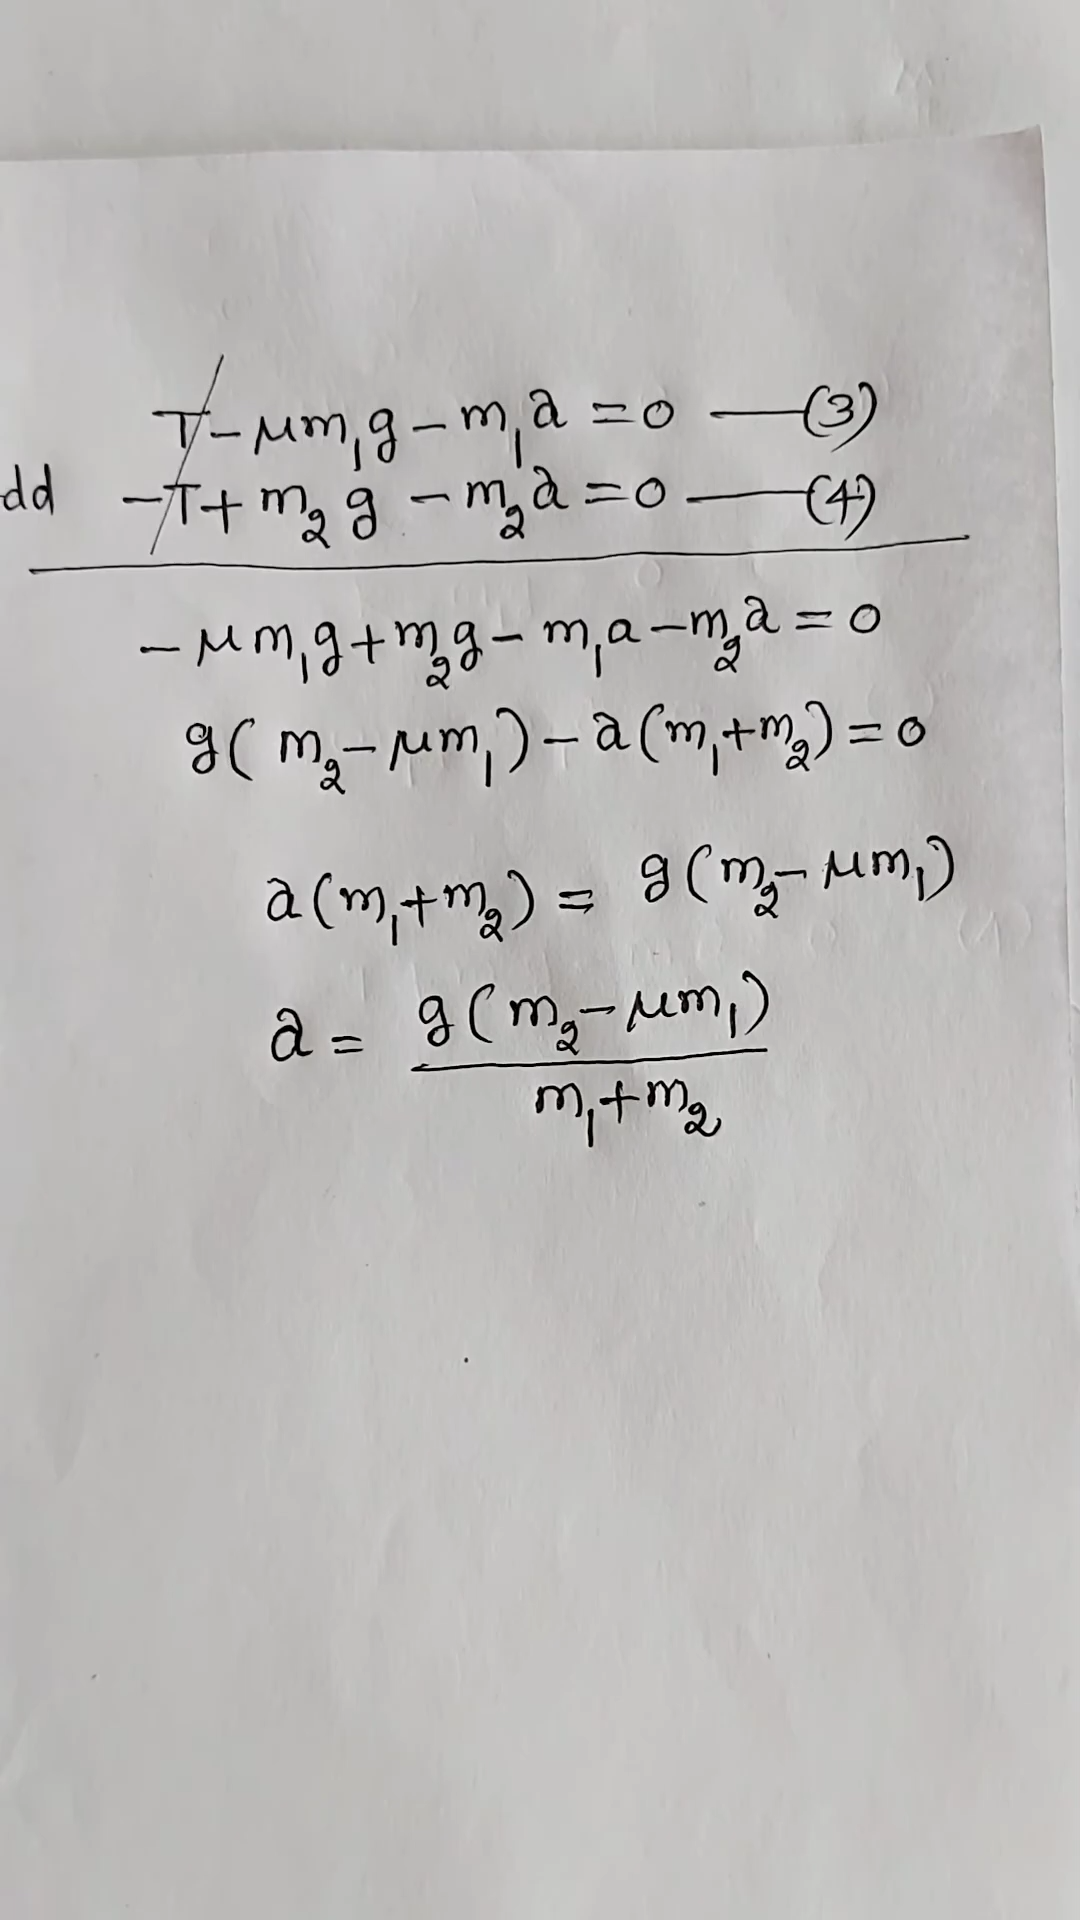 T - μm₁g - m₁a = 0 —(3)
dd -T + m₂g - m₂a = 0 —(4)
- μm₁g + m₂g - m₁a - m₂a = 0
g( m₂ - μm₁) - a(m₁+m₂) = 0
a(m₁+m₂) = g(m₂ - μm₁)
a = g(m₂ - μm₁)
m₁+m₂